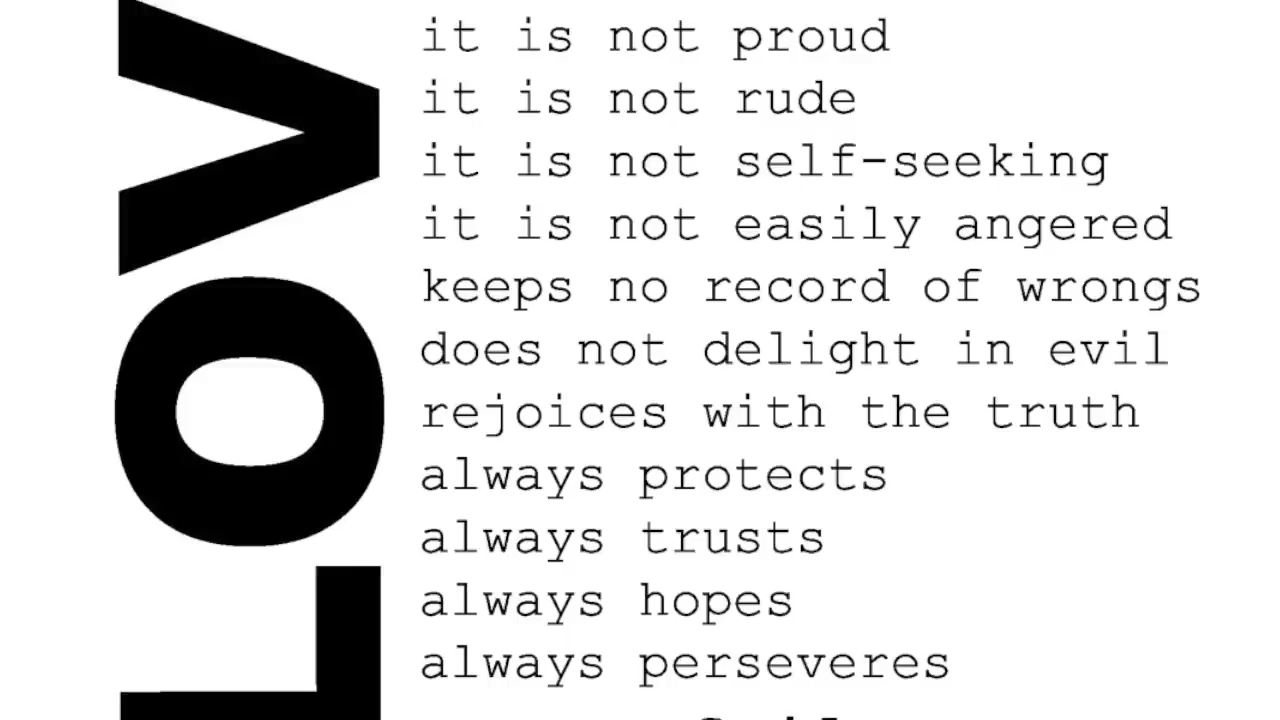 LOV
it is not proud
it is not rude
it is not self-seeking
it is not easily angered
keeps no record of wrongs
does not delight in evil
rejoices with the truth
always protects
always trusts
always hopes
always perseveres